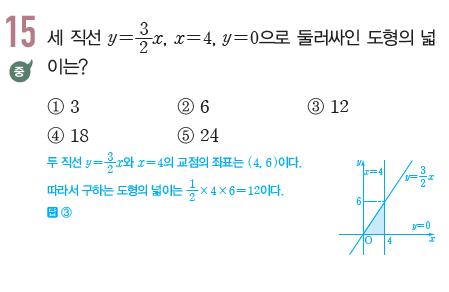 15
중
세 직선 y=3/2x, x=4, y=0으로 둘러싸인 도형의 넓
이는?
① 3 ② 6 ③ 12
④ 18 ⑤ 24
두 직선 y=3/2x와 x=4의 교점의 좌표는 (4, 6)이다.
따라서 구하는 도형의 넓이는 1/2×4×6=12이다.
답 ③
y
x=4
y=3/2x
6
y=0
O 4 x